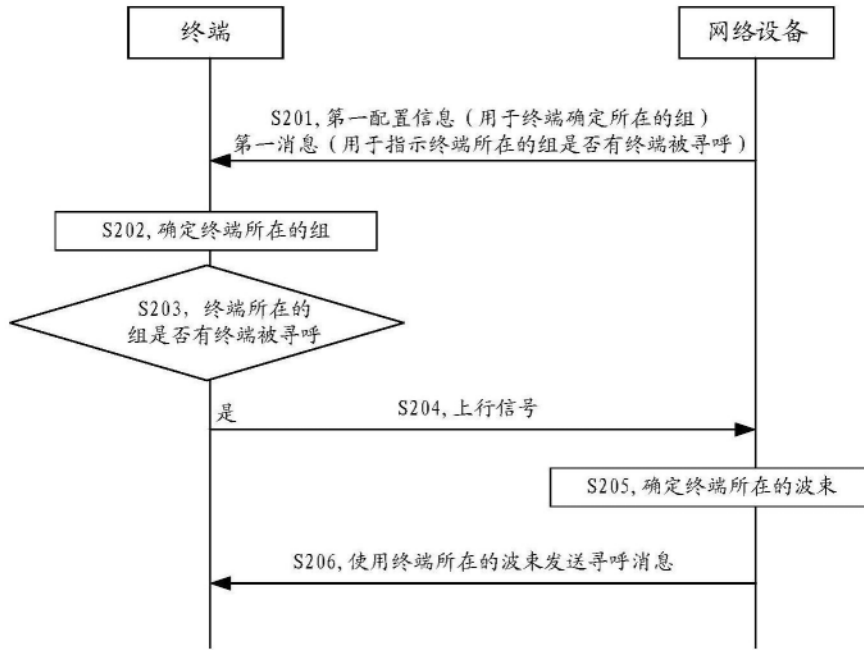 终端
网络设备
S201,第一配置信息（用于终端确定所在的组）
第一消息（用于指示终端所在的组是否有终端被寻呼）
S202,确定终端所在的组
S203，终端所在的
组是否有终端被寻呼
是
S204,上行信号
S205,确定终端所在的波束
S206,使用终端所在的波束发送寻呼消息